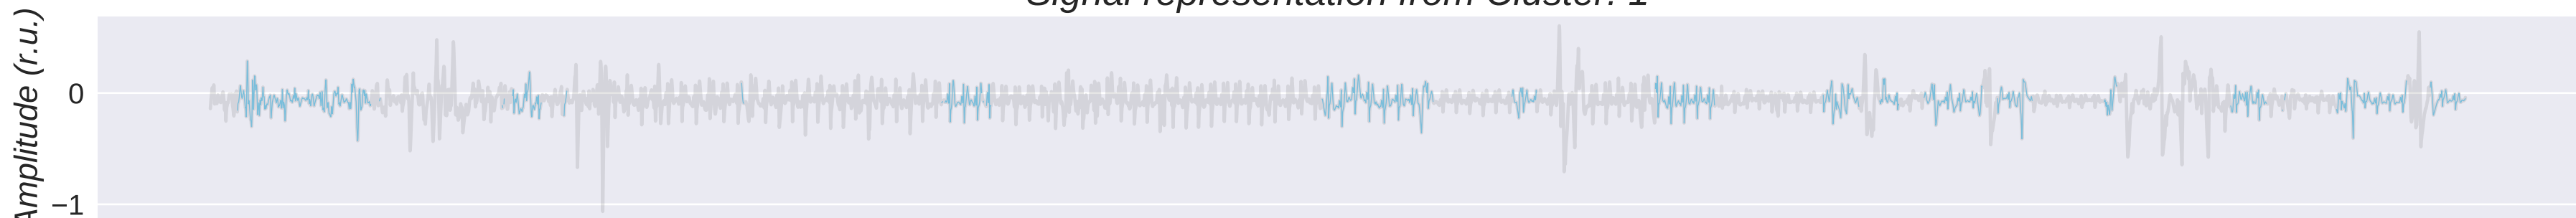 Signal representation from Cluster: 1
Amplitude (r.u.)
0
−1